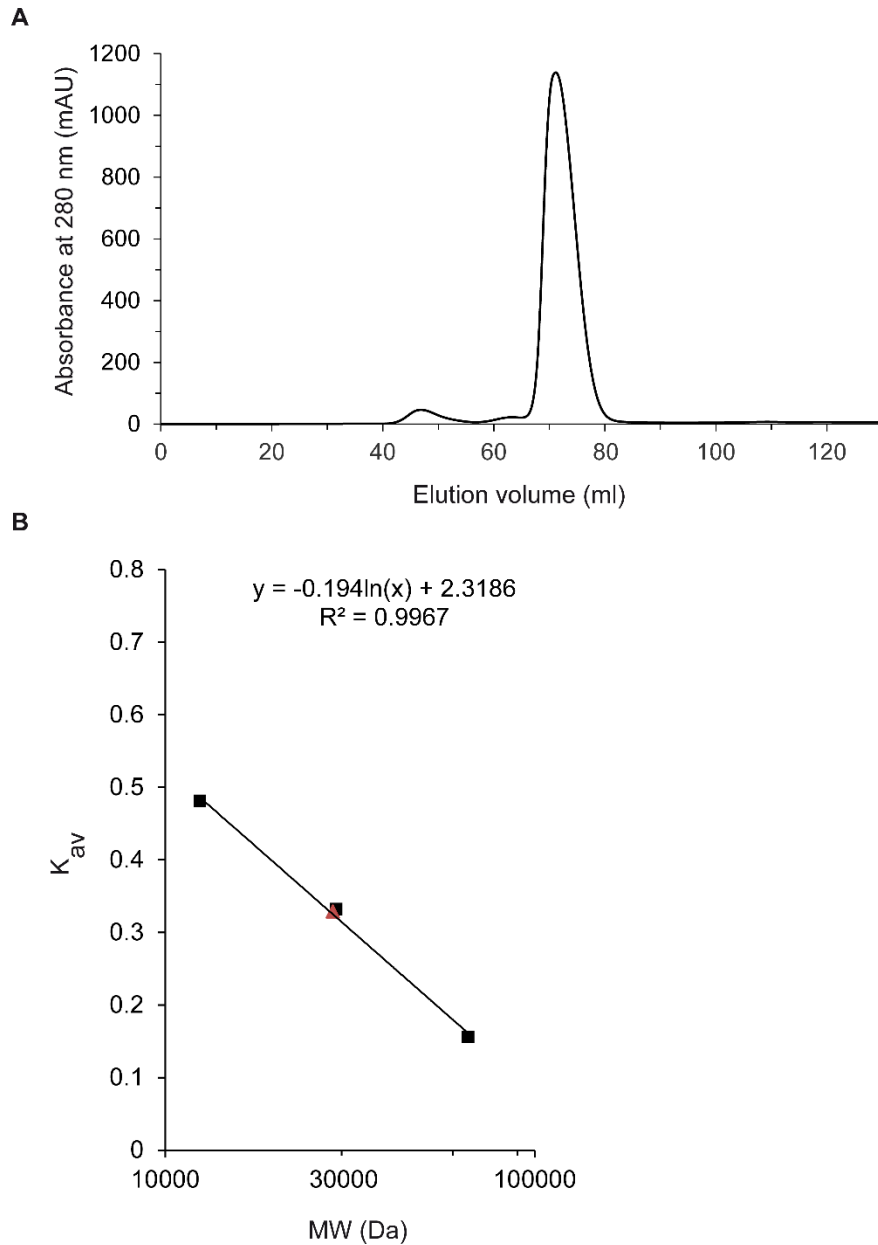 A
1200
1000
800
600
400
200
0
Absorbance at 280 nm (mAU)
0 20 40 60 80 100 120
Elution volume (ml)
B
y = -0.194ln(x) + 2.3186
R² = 0.9967
0.8
0.7
0.6
0.5
0.4
0.3
0.2
0.1
0
Kav
10000 30000 100000
MW (Da)